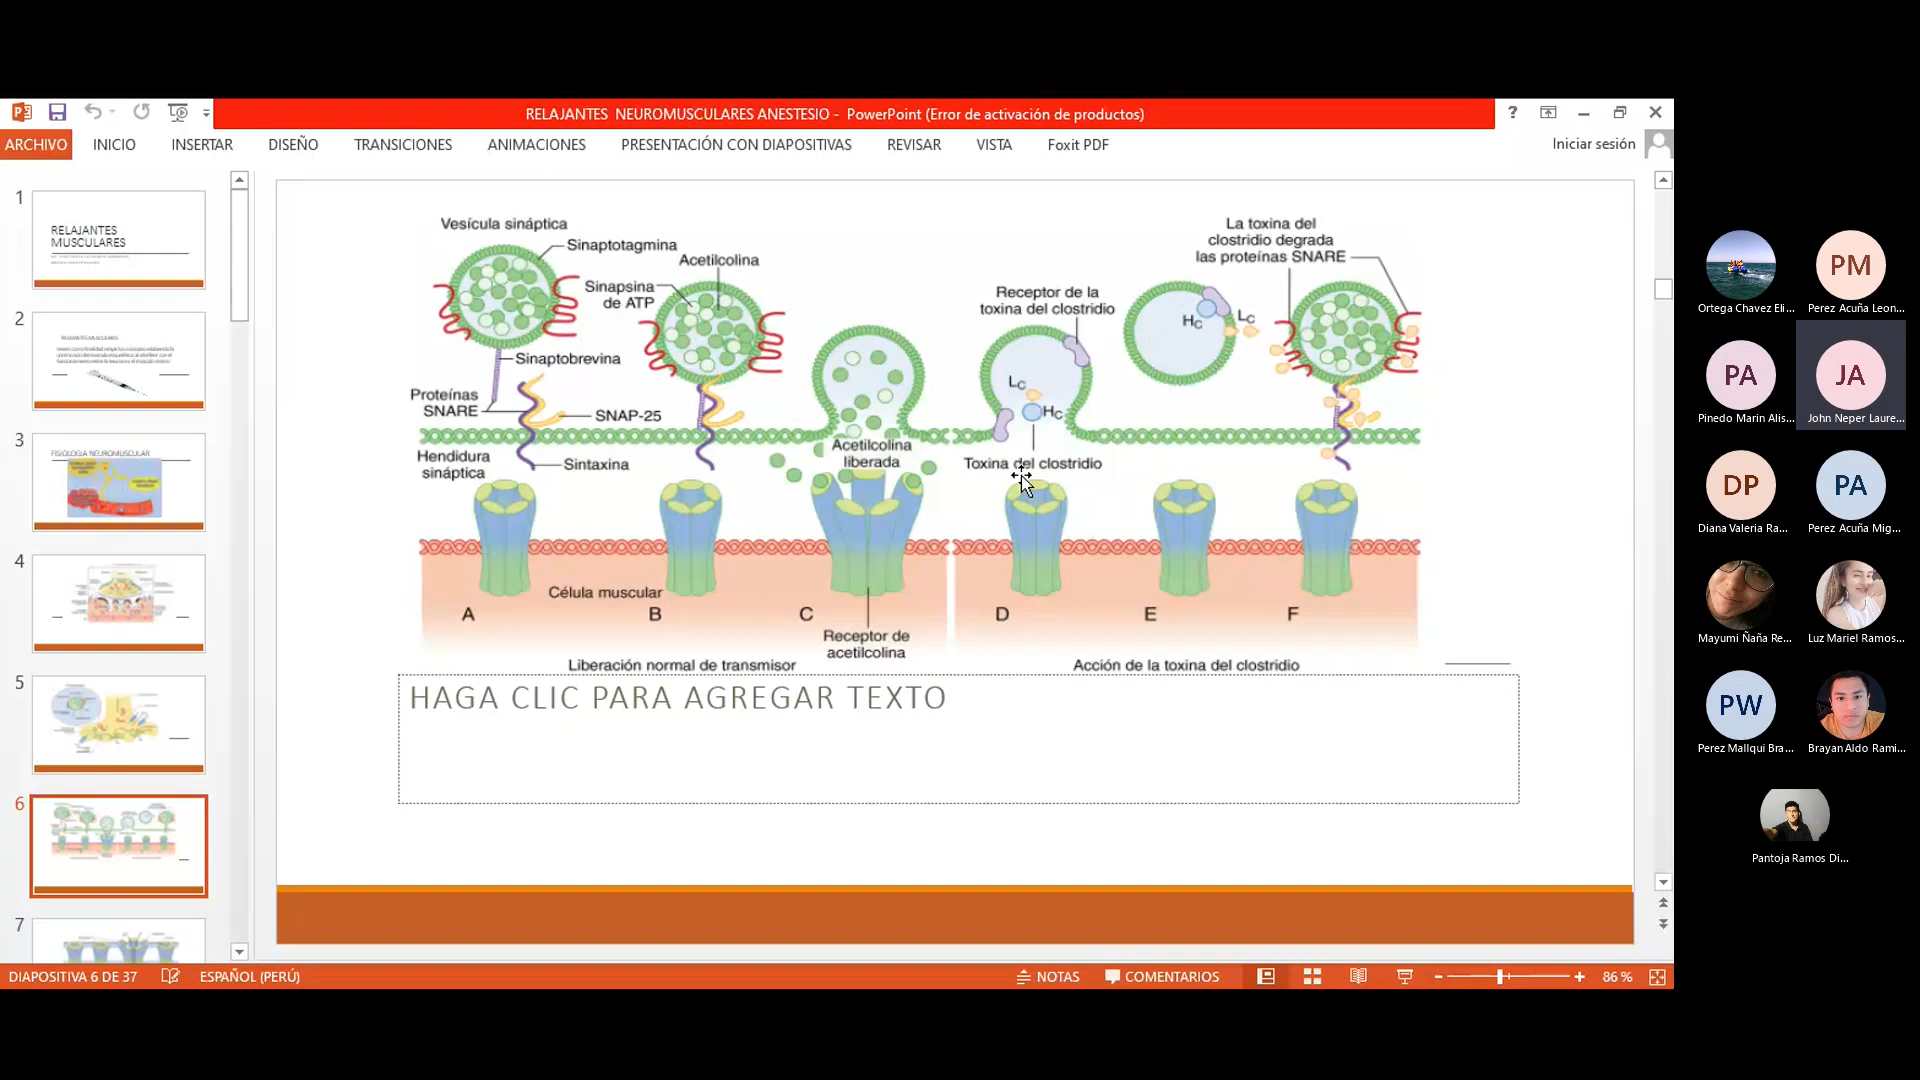 RELAJANTES NEUROMUSCULARES ANESTESIO - PowerPoint (Error de activación de productos)
?
ARCHIVO
INICIO
INSERTAR
DISEÑO
TRANSICIONES
ANIMACIONES
PRESENTACIÓN CON DIAPOSITIVAS
REVISAR
VISTA
Foxit PDF
Iniciar sesión
1
RELAJANTES
MUSCULARES
2
RELAJANTES MUSCULARES
3
FISIOLOGIA NEUROMUSCULAR
4
5
6
7
Vesícula sináptica
Sinaptotagmina
Acetilcolina
Sinapsina
de ATP
Sinaptobrevina
Proteínas
SNARE
SNAP-25
Hendidura
sináptica
Sintaxina
Acetilcolina
liberada
Célula muscular
A
B
C
Receptor de
acetilcolina
Liberación normal de transmisor
La toxina del
clostridio degrada
las proteínas SNARE
Receptor de la
toxina del clostridio
HC
LC
LC
HC
Toxina del clostridio
D
E
F
Acción de la toxina del clostridio
HAGA CLIC PARA AGREGAR TEXTO
DIAPOSITIVA 6 DE 37
ESPAÑOL (PERÚ)
NOTAS
COMENTARIOS
86 %
Ortega Chavez Eli...
PM
Perez Acuña Leon...
PA
Pinedo Marin Alis...
JA
John Neper Laure...
DP
Diana Valeria Ra...
PA
Perez Acuña Mig...
Mayumi Ñaña Re...
Luz Mariel Ramos...
PW
Perez Mallqui Bra...
Brayan Aldo Rami...
Pantoja Ramos Di...